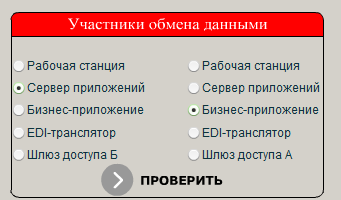 Участники обмена данными
Рабочая станция Рабочая станция
Сервер приложений Сервер приложений
Бизнес-приложение Бизнес-приложение
EDI-транслятор EDI-транслятор
Шлюз доступа Б Шлюз доступа А
ПРОВЕРИТЬ